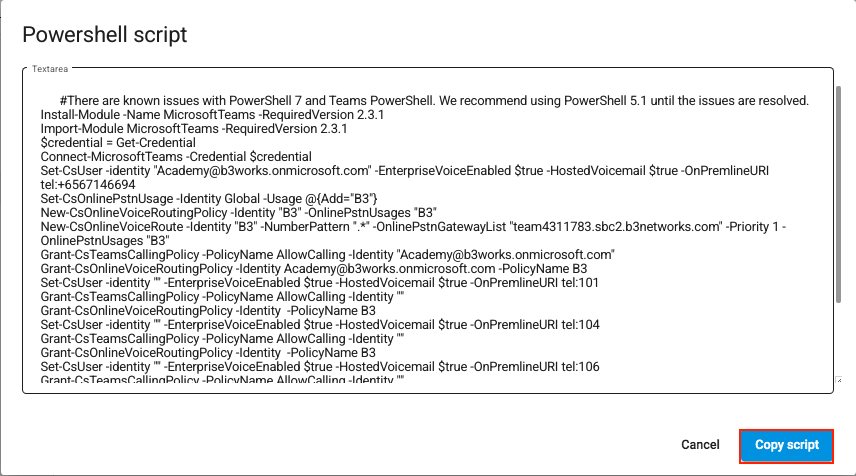 Powershell script
Textarea
#There are known issues with PowerShell 7 and Teams PowerShell. We recommend using PowerShell 5.1 until the issues are resolved.
Install-Module -Name MicrosoftTeams -RequiredVersion 2.3.1
Import-Module MicrosoftTeams -RequiredVersion 2.3.1
$credential = Get-Credential
Connect-MicrosoftTeams -Credential $credential
Set-CsUser -identity "Academy@b3works.onmicrosoft.com" -EnterpriseVoiceEnabled $true -HostedVoicemail $true -OnPremlineURI
tel:+6567146694
Set-CsOnlinePstnUsage -Identity Global -Usage @{Add="B3"}
New-CsOnlineVoiceRoutingPolicy -Identity "B3" -OnlinePstnUsages "B3"
New-CsOnlineVoiceRoute -Identity "B3" -NumberPattern ".*" -OnlinePstnGatewayList "team4311783.sbc2.b3networks.com" -Priority 1 -
OnlinePstnUsages "B3"
Grant-CsTeamsCallingPolicy -PolicyName AllowCalling -Identity "Academy@b3works.onmicrosoft.com"
Grant-CsOnlineVoiceRoutingPolicy -Identity Academy@b3works.onmicrosoft.com -PolicyName B3
Set-CsUser -identity "" -EnterpriseVoiceEnabled $true -HostedVoicemail $true -OnPremlineURI tel:101
Grant-CsTeamsCallingPolicy -PolicyName AllowCalling -Identity ""
Grant-CsOnlineVoiceRoutingPolicy -Identity  -PolicyName B3
Set-CsUser -identity "" -EnterpriseVoiceEnabled $true -HostedVoicemail $true -OnPremlineURI tel:104
Grant-CsTeamsCallingPolicy -PolicyName AllowCalling -Identity ""
Grant-CsOnlineVoiceRoutingPolicy -Identity  -PolicyName B3
Set-CsUser -identity "" -EnterpriseVoiceEnabled $true -HostedVoicemail $true -OnPremlineURI tel:106
Grant-CsTeamsCallingPolicy -PolicyName AllowCalling -Identity ""
Cancel
Copy script